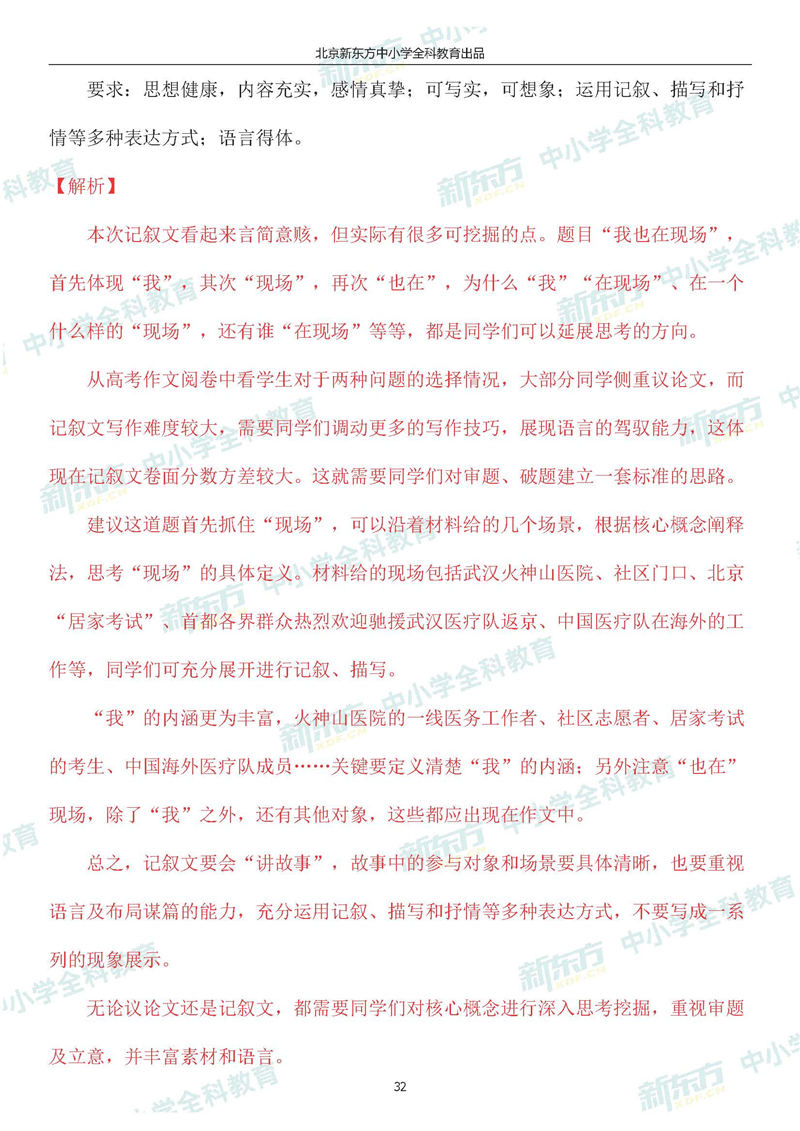 北京新东方中小学全科教育出品
要求：思想健康，内容充实，感情真挚；可写实，可想象；运用记叙、描写和抒
情等多种表达方式；语言得体。
【解析】
本次记叙文看起来言简意赅，但实际有很多可挖掘的点。题目“我也在现场”，
首先体现“我”，其次“现场”，再次“也在”，为什么“我”“在现场”、在一个
什么样的“现场”，还有谁“在现场”等等，都是同学们可以延展思考的方向。
从高考作文阅卷中看学生对于两种问题的选择情况，大部分同学侧重议论文，而
记叙文写作难度较大，需要同学们调动更多的写作技巧，展现语言的驾驭能力，这体
现在记叙文卷面分数方差较大。这就需要同学们对审题、破题建立一套标准的思路。
建议这道题首先抓住“现场”，可以沿着材料给的几个场景，根据核心概念阐释
法，思考“现场”的具体定义。材料给的现场包括武汉火神山医院、社区门口、北京
“居家考试”、首都各界群众热烈欢迎驰援武汉医疗队返京、中国医疗队在海外的工
作等，同学们可充分展开进行记叙、描写。
“我”的内涵更为丰富，火神山医院的一线医务工作者、社区志愿者、居家考试
的考生、中国海外医疗队成员……关键要定义清楚“我”的内涵；另外注意“也在”
现场，除了“我”之外，还有其他对象，这些都应出现在作文中。
总之，记叙文要会“讲故事”，故事中的参与对象和场景要具体清晰，也要重视
语言及布局谋篇的能力，充分运用记叙、描写和抒情等多种表达方式，不要写成一系
列的现象展示。
无论议论文还是记叙文，都需要同学们对核心概念进行深入思考挖掘，重视审题
及立意，并丰富素材和语言。
32
新东方 XDF.CN 中小学全科教育